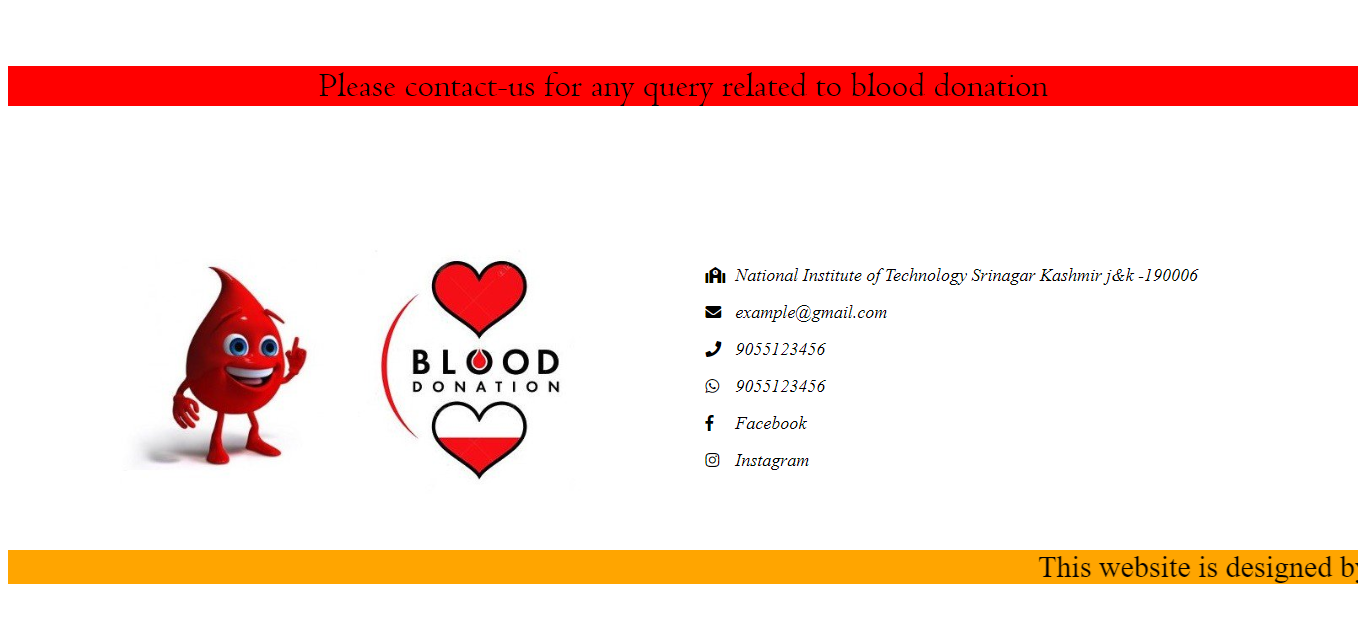 Please contact-us for any query related to blood donation
BLOOD
DONATION
National Institute of Technology Srinagar Kashmir j&k -190006
example@gmail.com
9055123456
9055123456
Facebook
Instagram
This website is designed by